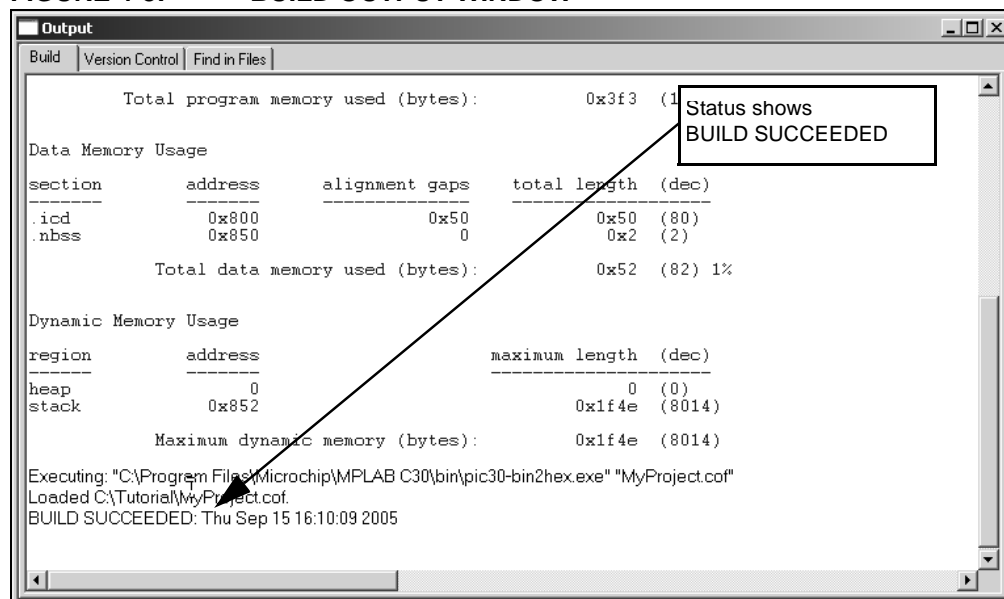 Output
Build Version Control Find in Files
Total program memory used (bytes): 0x3f3 (1
Status shows
BUILD SUCCEEDED
Data Memory Usage
section address alignment gaps total length (dec)
.icd 0x800 0x50 0x50 (80)
.nbss 0x850 0 0x2 (2)
Total data memory used (bytes): 0x52 (82) 1%
Dynamic Memory Usage
region address maximum length (dec)
heap 0 0 (0)
stack 0x852 0x1f4e (8014)
Maximum dynamic memory (bytes): 0x1f4e (8014)
Executing: "C:\Program Files\Microchip\MPLAB C30\bin\pic30-bin2hex.exe" "MyProject.cof"
Loaded C:\Tutorial\MyProject.cof.
BUILD SUCCEEDED: Thu Sep 15 16:10:09 2005